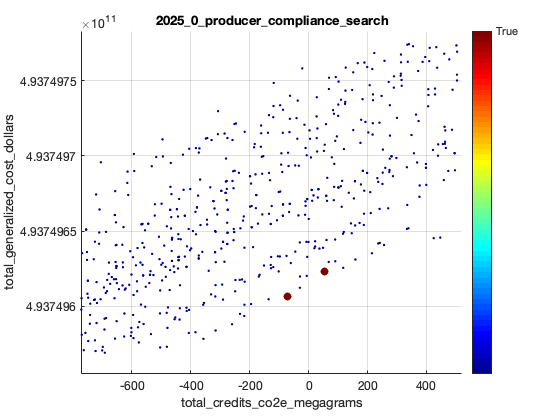 2025_0_producer_compliance_search
×10^11
True
4.9374975
4.937497
4.9374965
4.937496
total_generalized_cost_dollars
-600
-400
-200
0
200
400
total_credits_co2e_megagrams